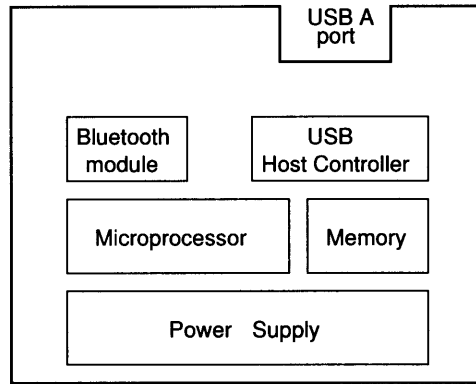 USB A
port
Bluetooth
module
USB
Host Controller
Microprocessor
Memory
Power Supply